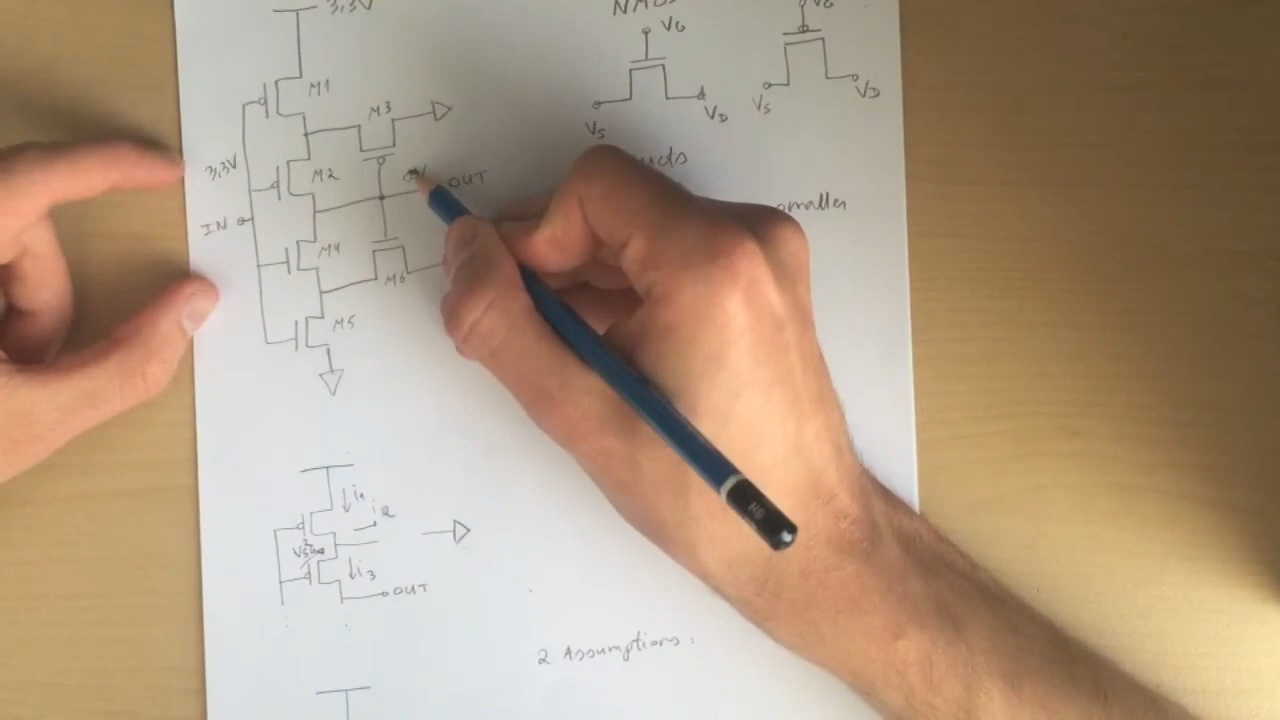 3,3V
NMOS
VG
VG
M1
M3
VS
VD
VS
VD
3,3V
M2
OUT
IN
M4
M6
smaller
M5
i1
i2
i3
OUT
2 Assumptions:
HB